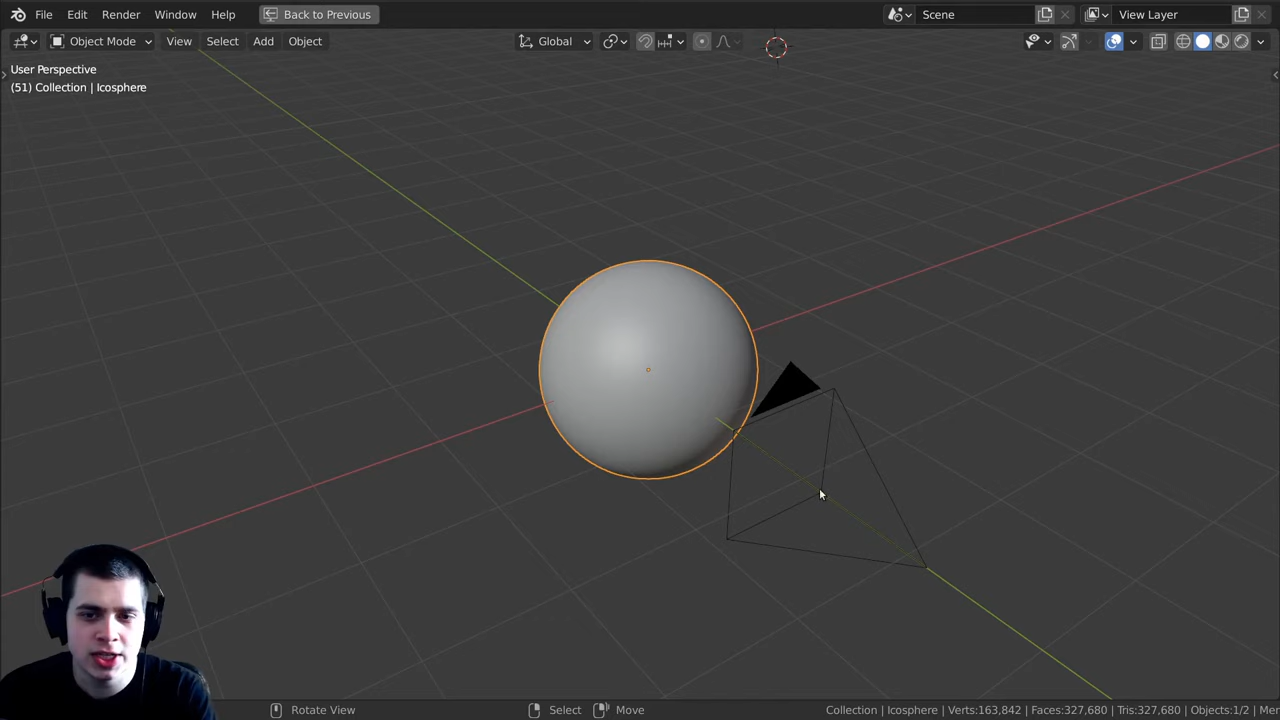 File Edit Render Window Help Back to Previous Scene View Layer
Object Mode View Select Add Object Global
User Perspective
(51) Collection | Icosphere
Rotate View Select Move Collection | Icosphere | Verts:163,842 | Faces:327,680 | Tris:327,680 | Objects:1/2 | Mer